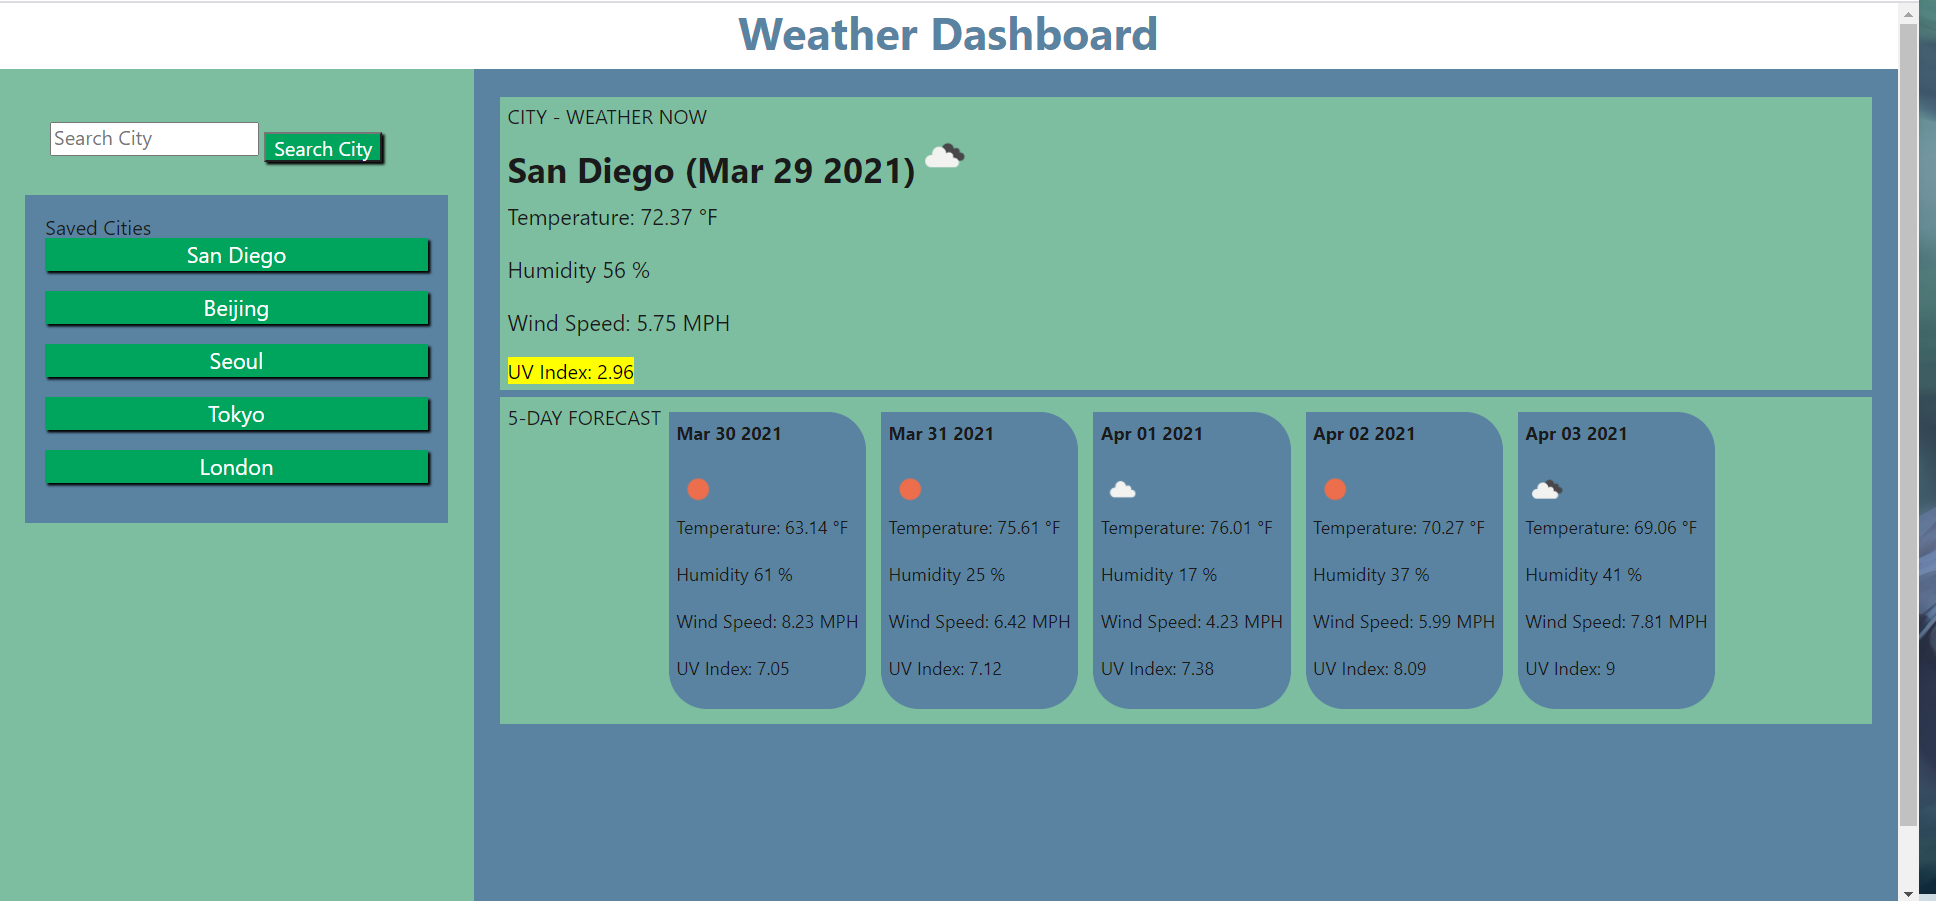 Weather Dashboard
Search City
Search City
Saved Cities
San Diego
Beijing
Seoul
Tokyo
London
CITY - WEATHER NOW
San Diego (Mar 29 2021)
Temperature: 72.37 °F
Humidity 56 %
Wind Speed: 5.75 MPH
UV Index: 2.96
5-DAY FORECAST
Mar 30 2021
Temperature: 63.14 °F
Humidity 61 %
Wind Speed: 8.23 MPH
UV Index: 7.05
Mar 31 2021
Temperature: 75.61 °F
Humidity 25 %
Wind Speed: 6.42 MPH
UV Index: 7.12
Apr 01 2021
Temperature: 76.01 °F
Humidity 17 %
Wind Speed: 4.23 MPH
UV Index: 7.38
Apr 02 2021
Temperature: 70.27 °F
Humidity 37 %
Wind Speed: 5.99 MPH
UV Index: 8.09
Apr 03 2021
Temperature: 69.06 °F
Humidity 41 %
Wind Speed: 7.81 MPH
UV Index: 9